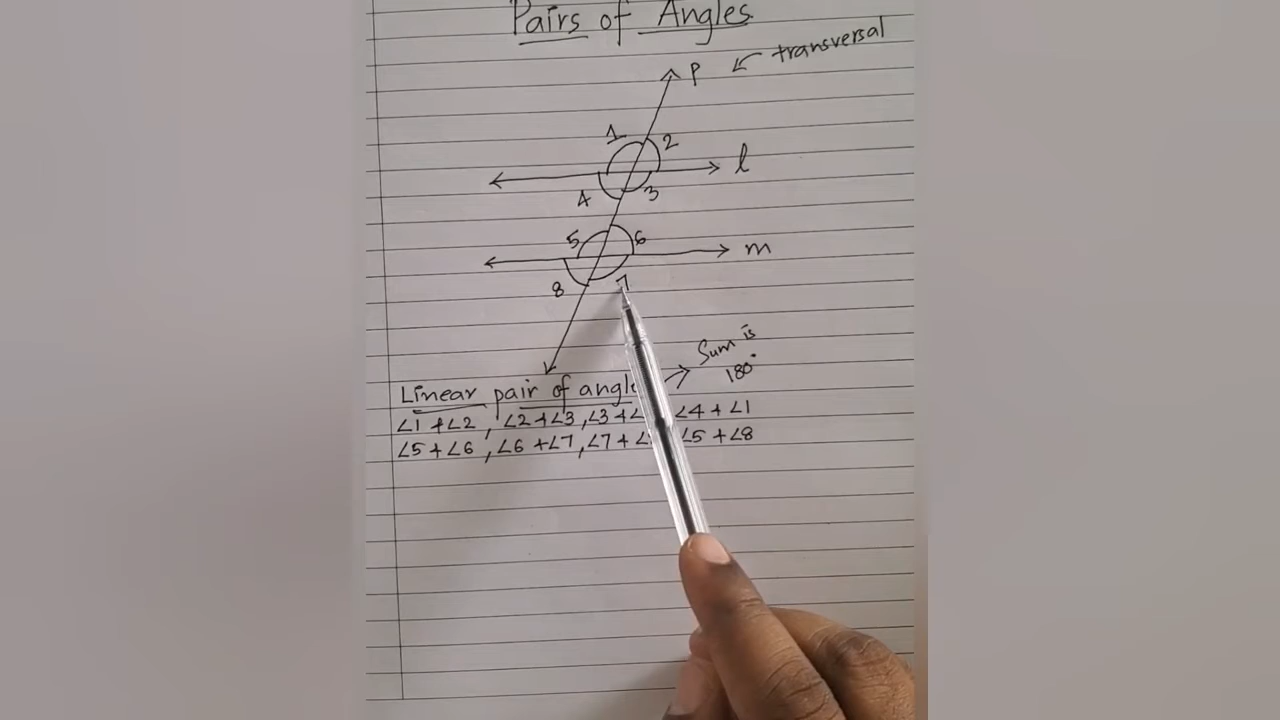 Pairs of Angles
transversal
p
1
2
l
4
3
5
6
m
8
7
Sum is
180°
Linear pair of angle
∠1 + ∠2, ∠2 + ∠3, ∠3 + ∠ ∠4 + ∠1
∠5 + ∠6, ∠6 + ∠7, ∠7 + ∠ ∠5 + ∠8